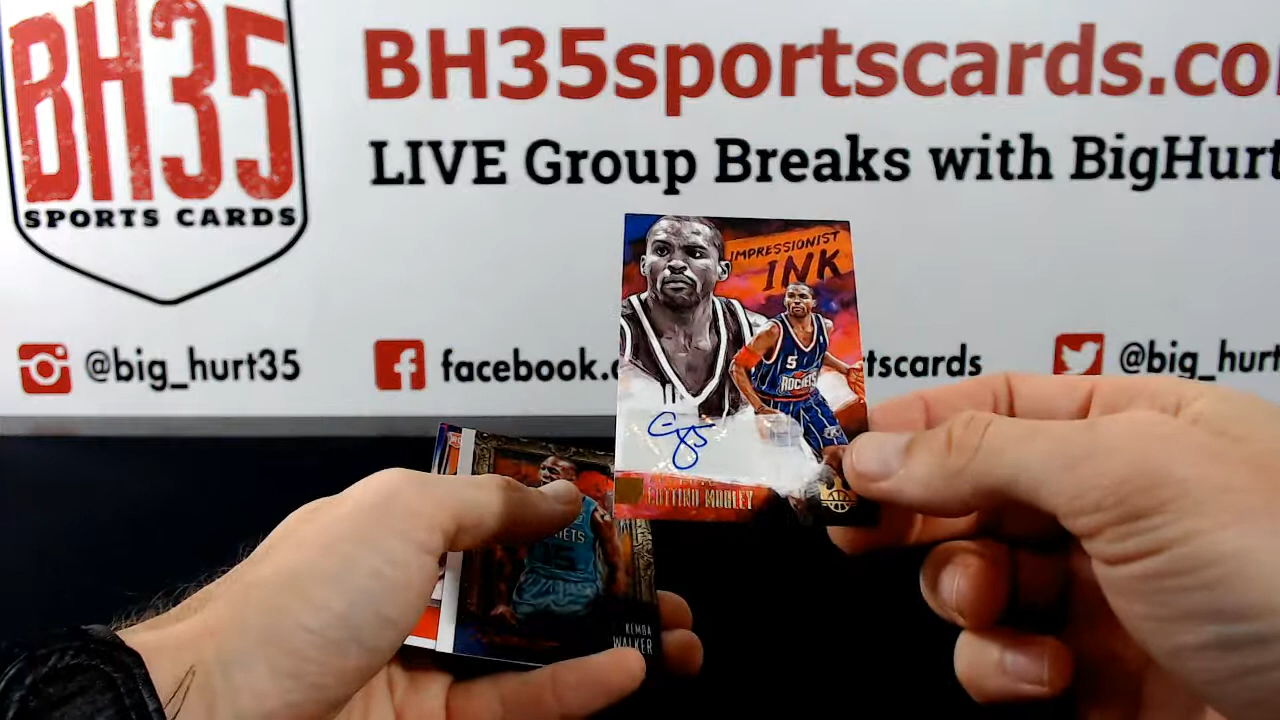 BH35
SPORTS CARDS
BH35sportscards.co
LIVE Group Breaks with BigHurt
@big_hurt35
facebook.c
tscards
@big_hurt
IMPRESSIONIST
INK
5
ROCKETS
CUTTINO MOBLEY
KEMBA
WALKER